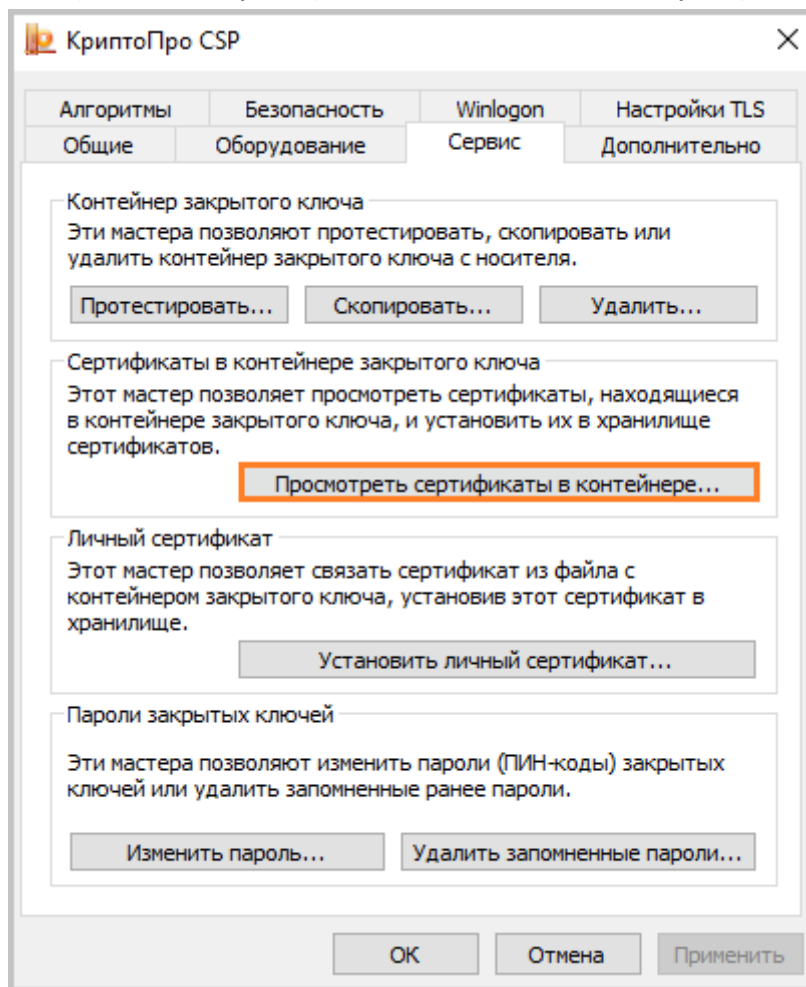 КриптоПро CSP
Алгоритмы Безопасность Winlogon Настройки TLS
Общие Оборудование Сервис Дополнительно
Контейнер закрытого ключа
Эти мастера позволяют протестировать, скопировать или
удалить контейнер закрытого ключа с носителя.
Протестировать... Скопировать... Удалить...
Сертификаты в контейнере закрытого ключа
Этот мастер позволяет просмотреть сертификаты, находящиеся
в контейнере закрытого ключа, и установить их в хранилище
сертификатов.
Просмотреть сертификаты в контейнере...
Личный сертификат
Этот мастер позволяет связать сертификат из файла с
контейнером закрытого ключа, установив этот сертификат в
хранилище.
Установить личный сертификат...
Пароли закрытых ключей
Эти мастера позволяют изменить пароли (ПИН-коды) закрытых
ключей или удалить запомненные ранее пароли.
Изменить пароль... Удалить запомненные пароли...
ОК Отмена Применить